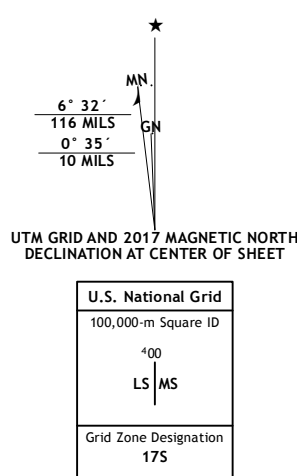 ★
MN
6° 32´
116 MILS
GN
0° 35´
10 MILS
UTM GRID AND 2017 MAGNETIC NORTH
DECLINATION AT CENTER OF SHEET
U.S. National Grid
100,000-m Square ID
⁴00
LS MS
Grid Zone Designation
17S